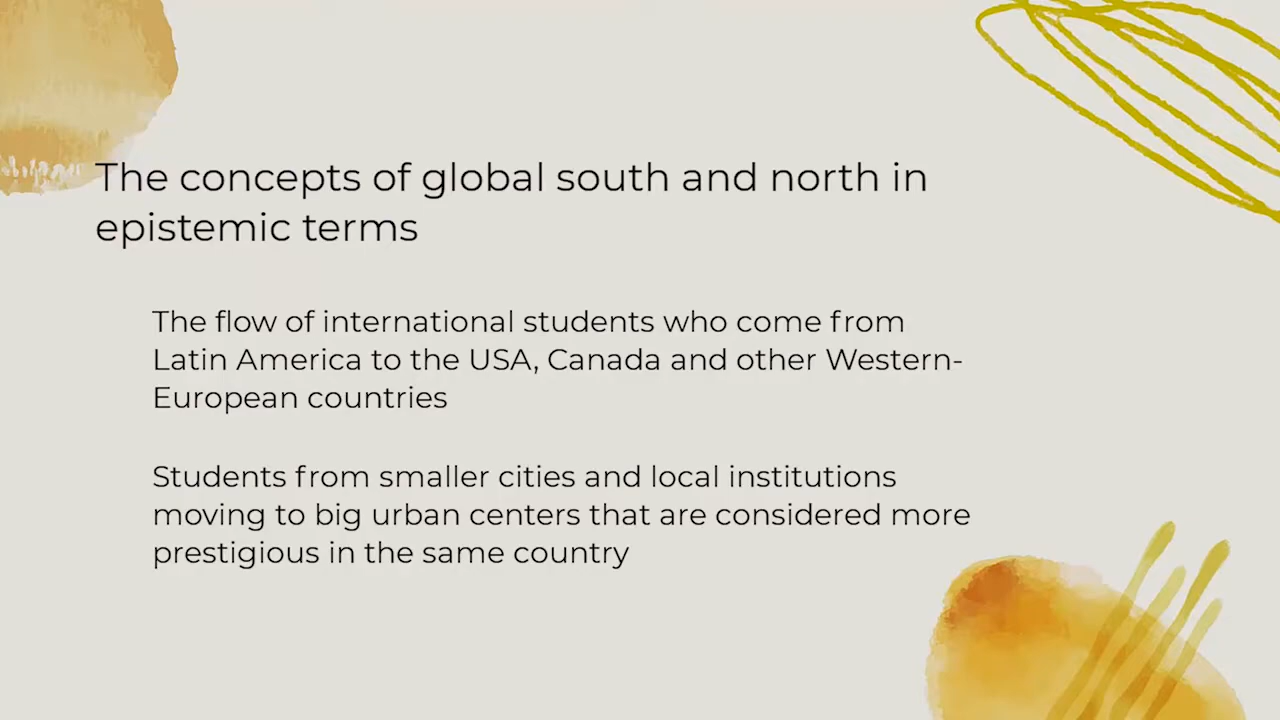 The concepts of global south and north in
epistemic terms
The flow of international students who come from
Latin America to the USA, Canada and other Western-
European countries
Students from smaller cities and local institutions
moving to big urban centers that are considered more
prestigious in the same country